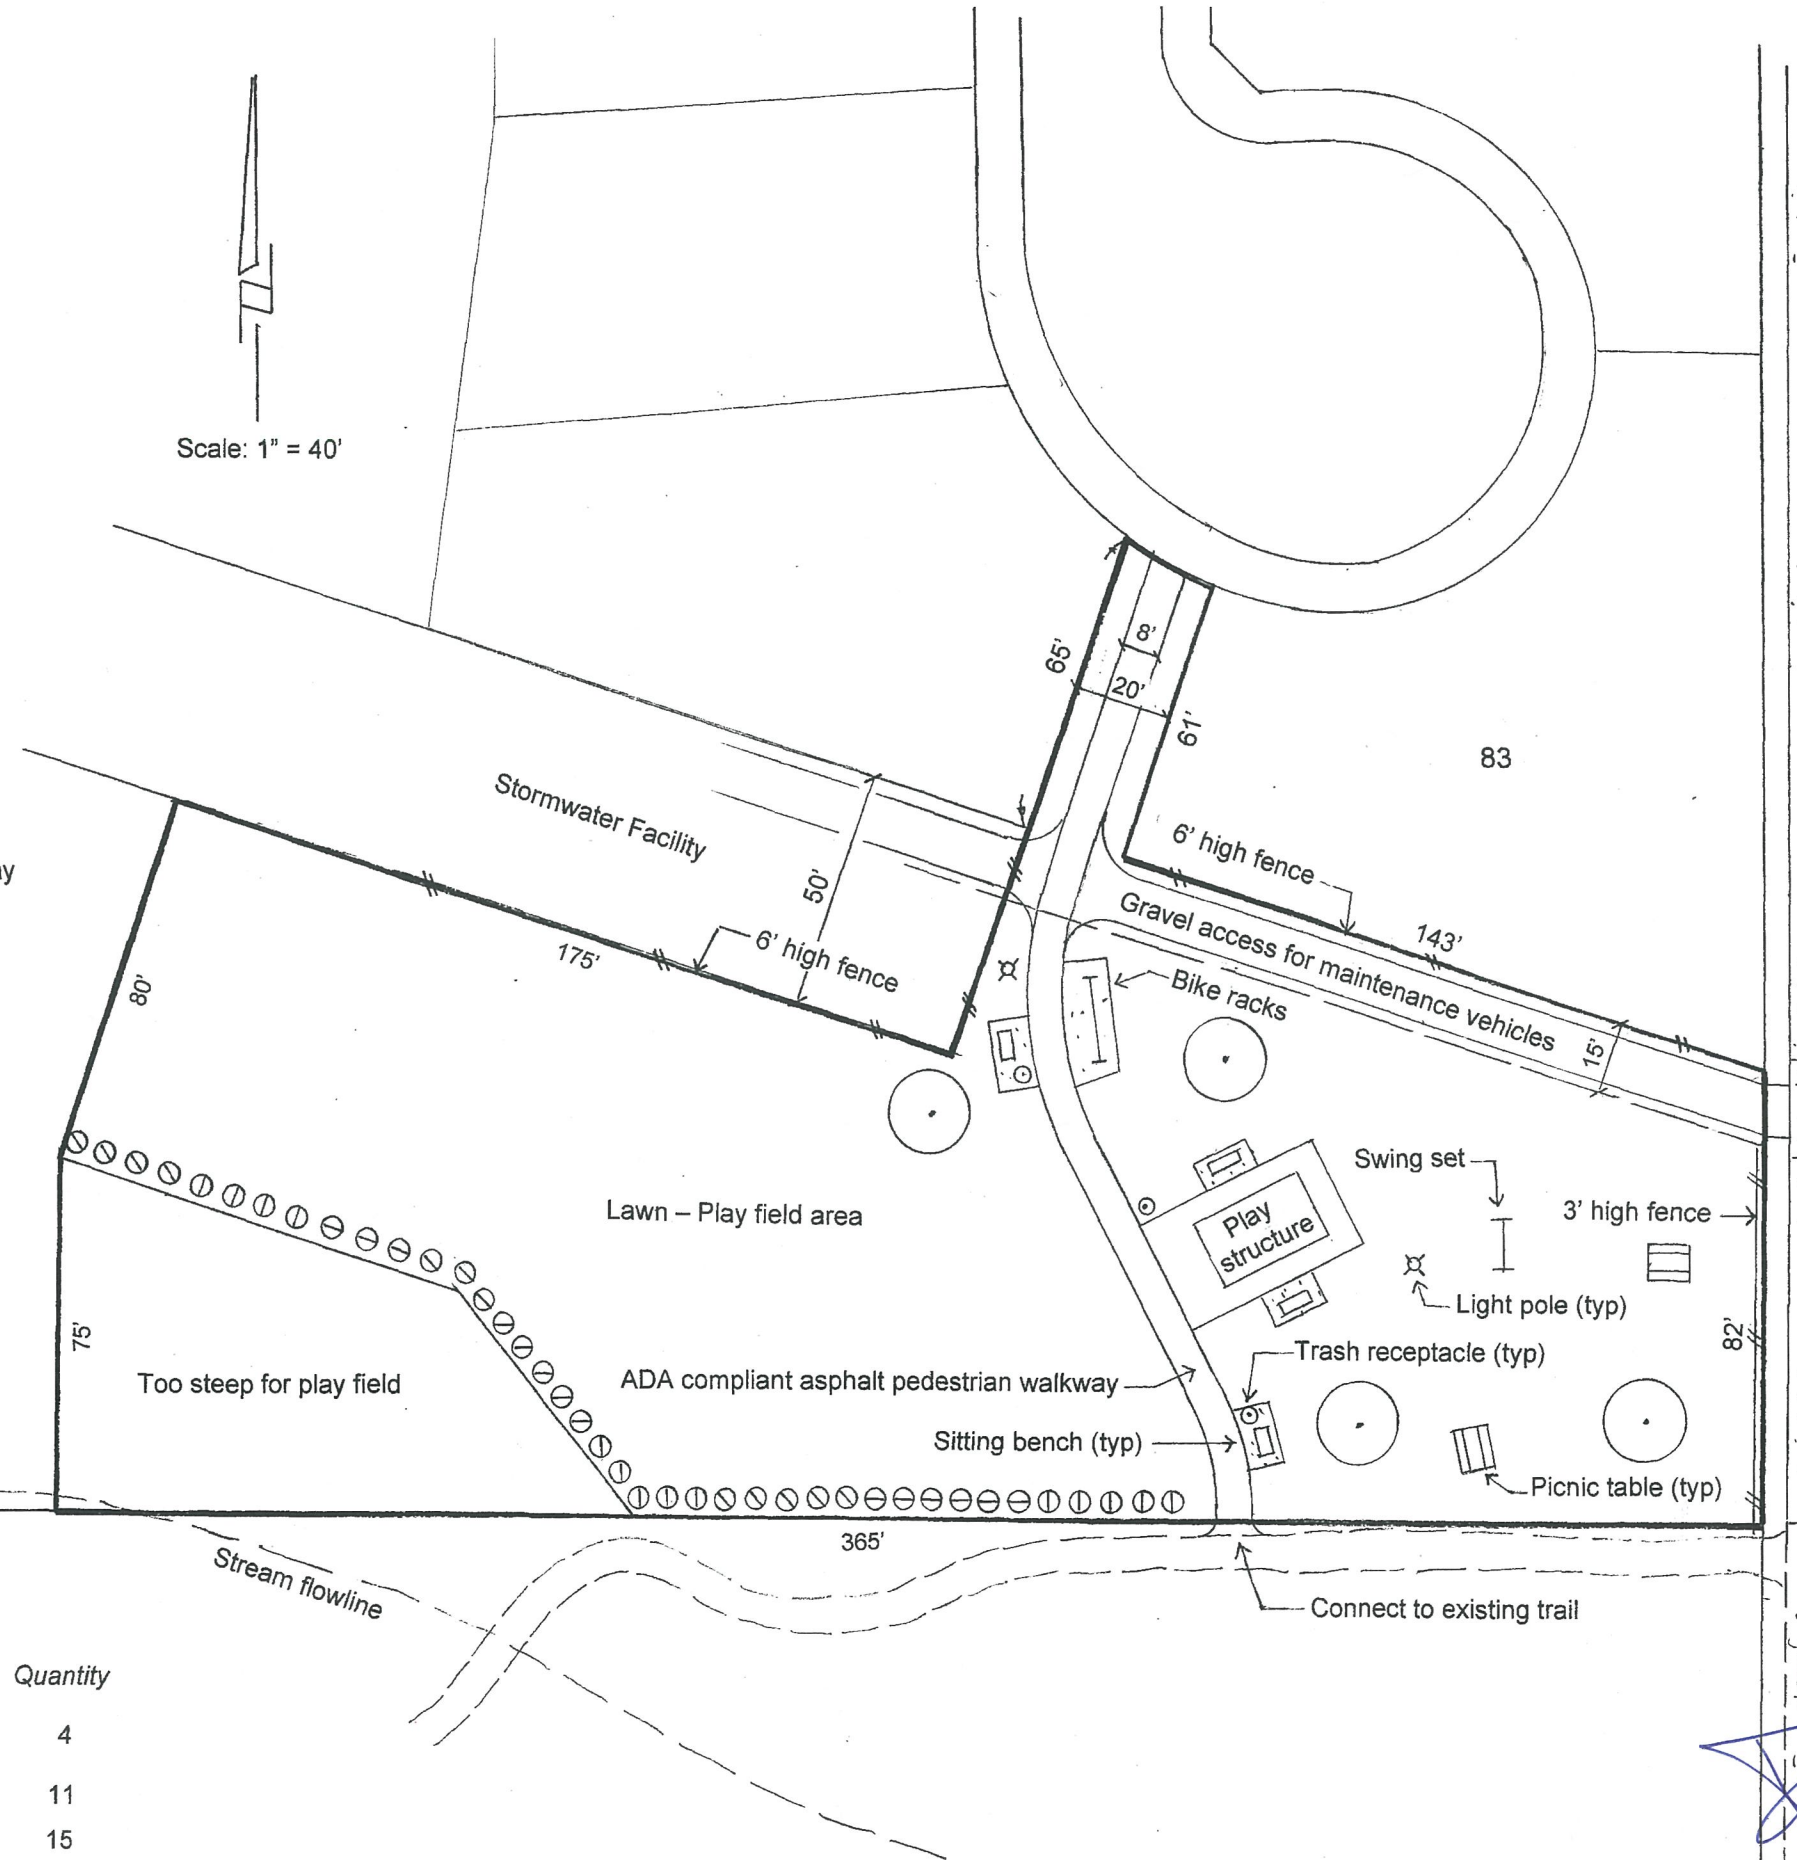 Scale: 1" = 40'
8'
65'
20'
61'
83
Stormwater Facility
6' high fence
50'
Gravel access for maintenance vehicles
143'
175'
6' high fence
80'
Bike racks
15'
Swing set
3' high fence
Lawn – Play field area
Play
structure
Light pole (typ)
75'
82'
Trash receptacle (typ)
Too steep for play field
ADA compliant asphalt pedestrian walkway
Sitting bench (typ)
Picnic table (typ)
365'
Stream flowline
Connect to existing trail
Quantity
4
11
15